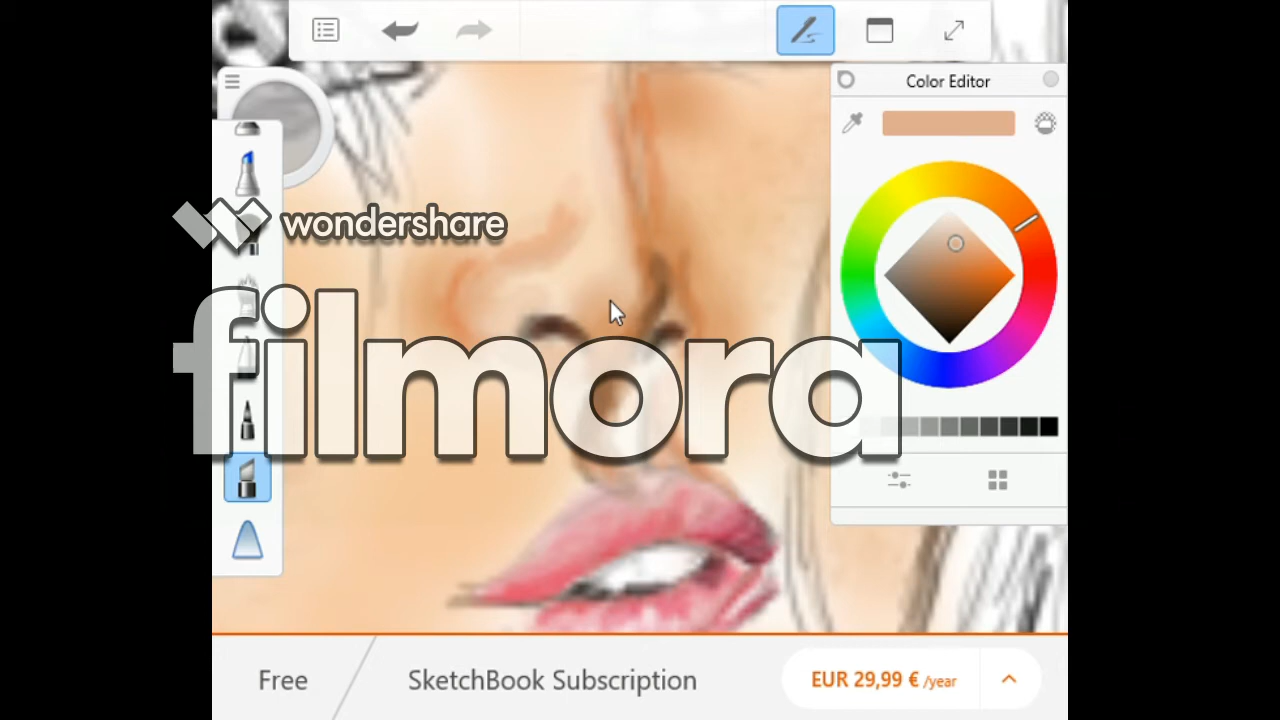 Color Editor
wondershare
filmora
Free
SketchBook Subscription
EUR 29,99 € /year